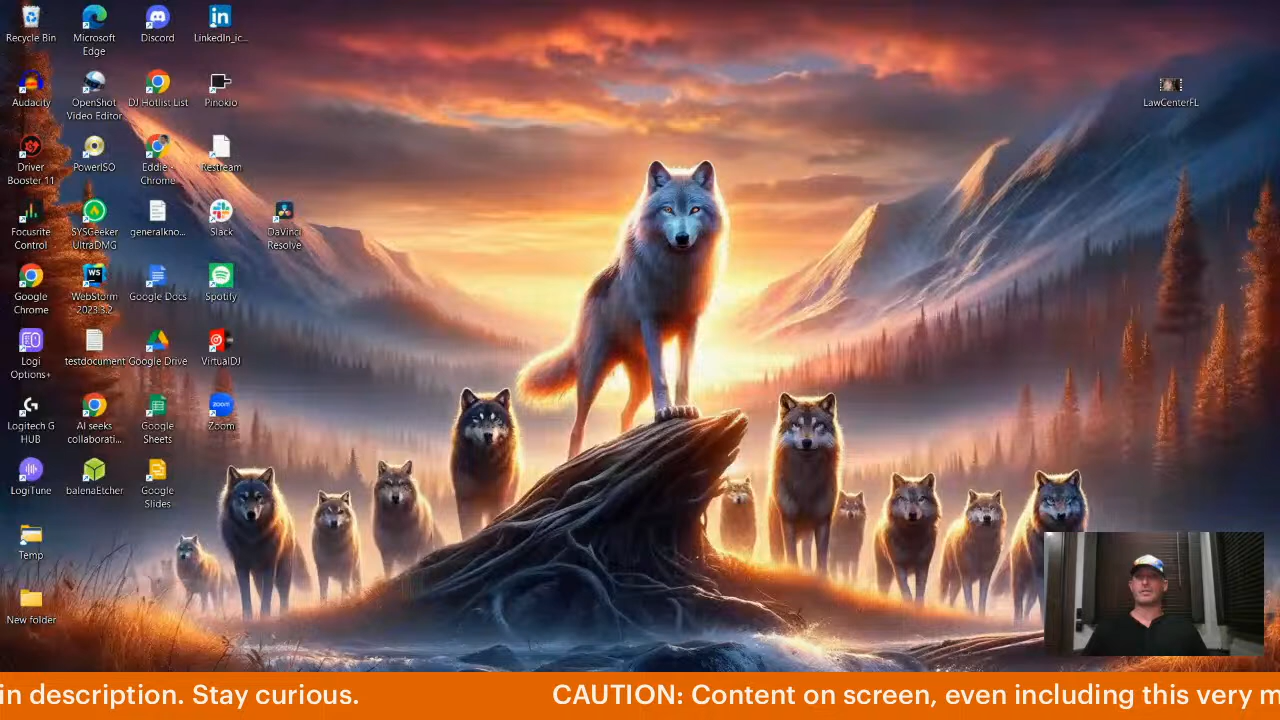 Recycle Bin
Microsoft Edge
Discord
LinkedIn_ic...
Audacity
OpenShot Video Editor
DJ Hotlist List
Pinokio
LawCenterFL
Driver Booster 11
PowerISO
Eddie - Chrome
Restream
Focusrite Control
SYSGeeker UltraDMG
generalkno...
Slack
DaVinci Resolve
Google Chrome
WS
WebStorm 2023.3.2
Google Docs
Spotify
Logi Options+
testdocument
Google Drive
VirtualDJ
Logitech G HUB
AI seeks collaborati...
Google Sheets
zoom
Zoom
LogiTune
balenaEtcher
Google Slides
Temp
New folder
in description. Stay curious. CAUTION: Content on screen, even including this very m